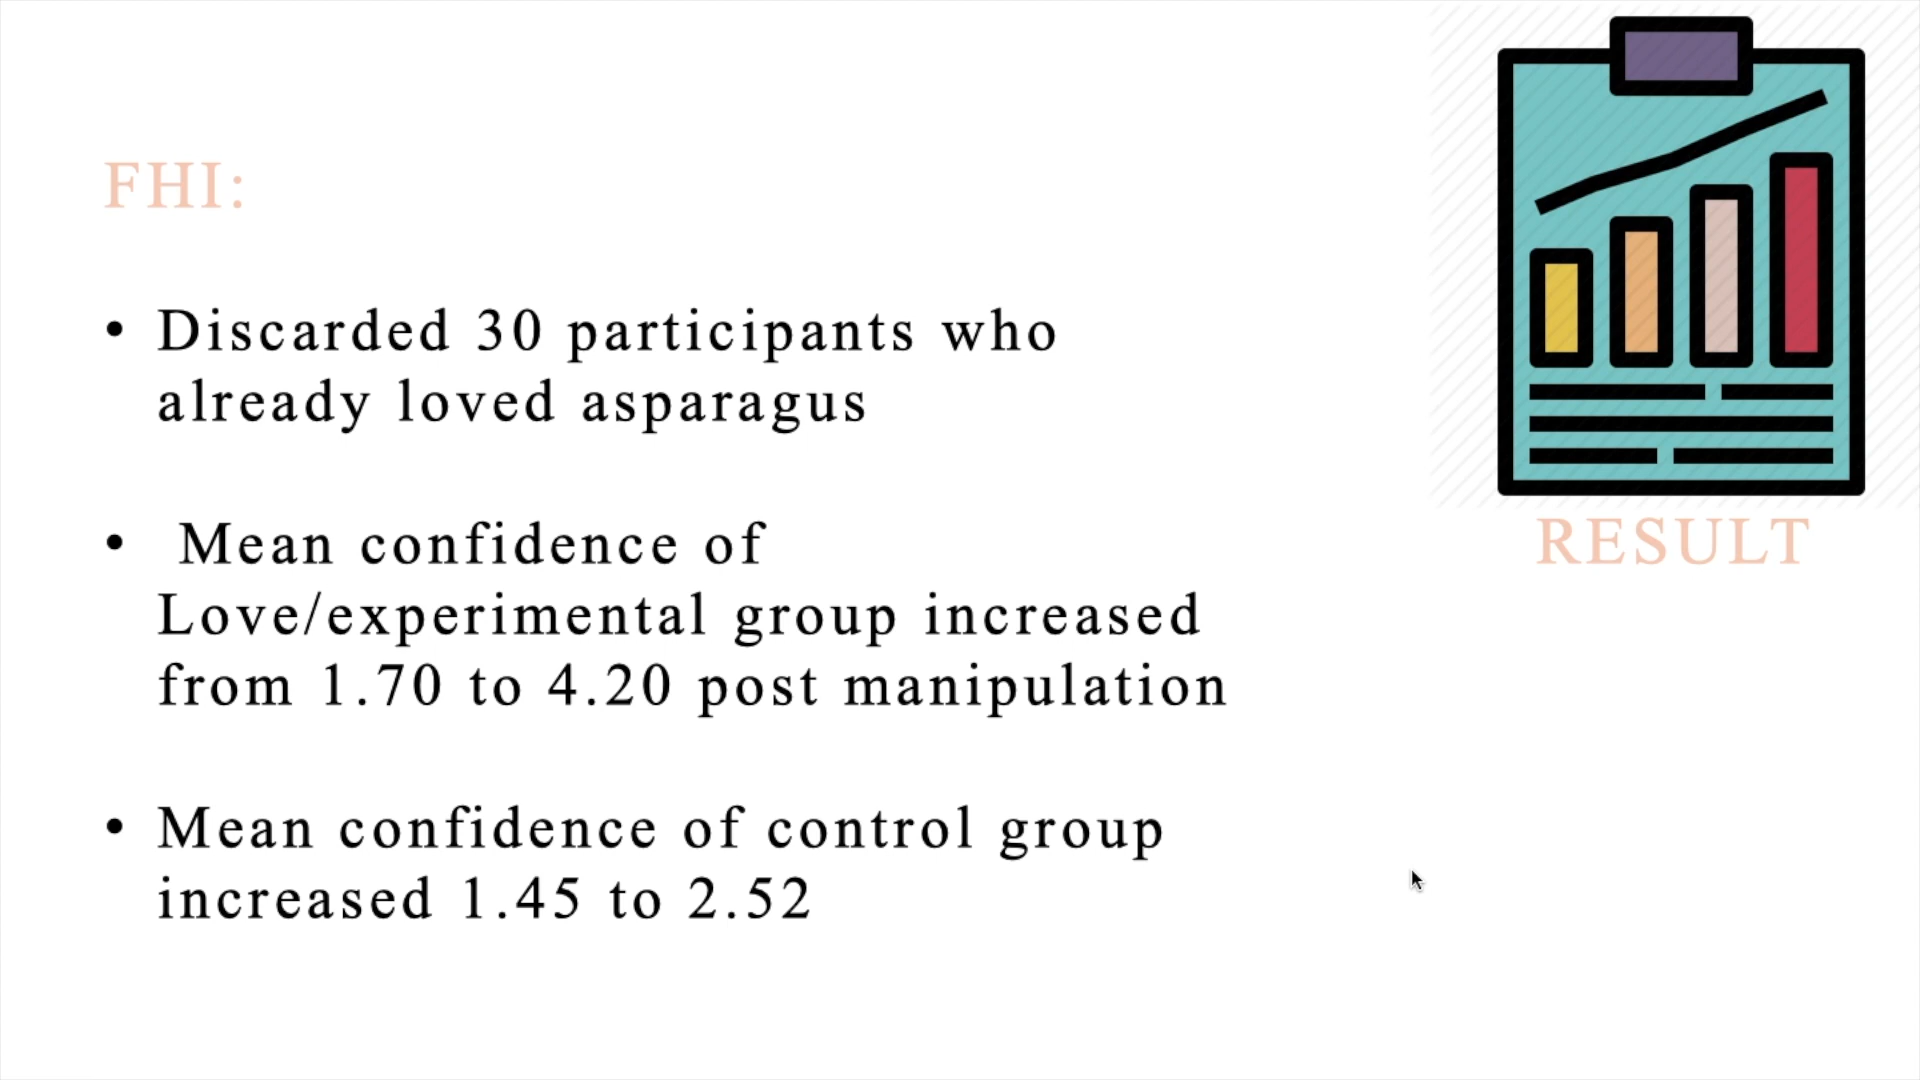 FHI:
• Discarded 30 participants who
already loved asparagus
• Mean confidence of
Love/experimental group increased
from 1.70 to 4.20 post manipulation
• Mean confidence of control group
increased 1.45 to 2.52
RESULT